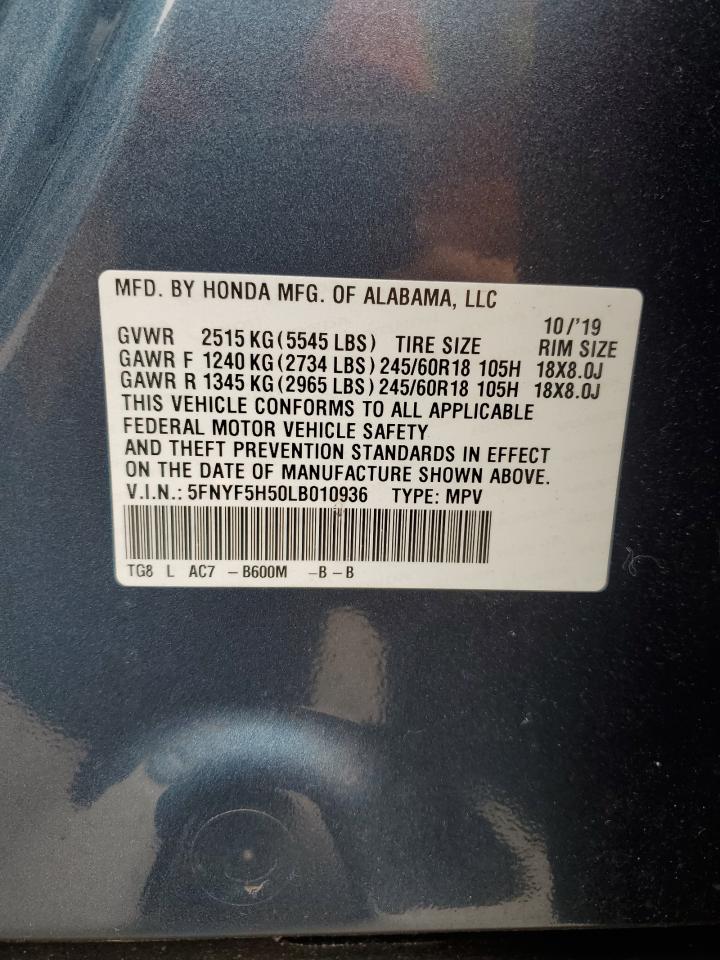 MFD. BY HONDA MFG. OF ALABAMA, LLC
10/'19
GVWR 2515 KG (5545 LBS) TIRE SIZE RIM SIZE
GAWR F 1240 KG (2734 LBS) 245/60R18 105H 18X8.0J
GAWR R 1345 KG (2965 LBS) 245/60R18 105H 18X8.0J
THIS VEHICLE CONFORMS TO ALL APPLICABLE
FEDERAL MOTOR VEHICLE SAFETY
AND THEFT PREVENTION STANDARDS IN EFFECT
ON THE DATE OF MANUFACTURE SHOWN ABOVE.
V.I.N.: 5FNYF5H50LB010936 TYPE: MPV
TG8 L AC7 -B600M -B -B